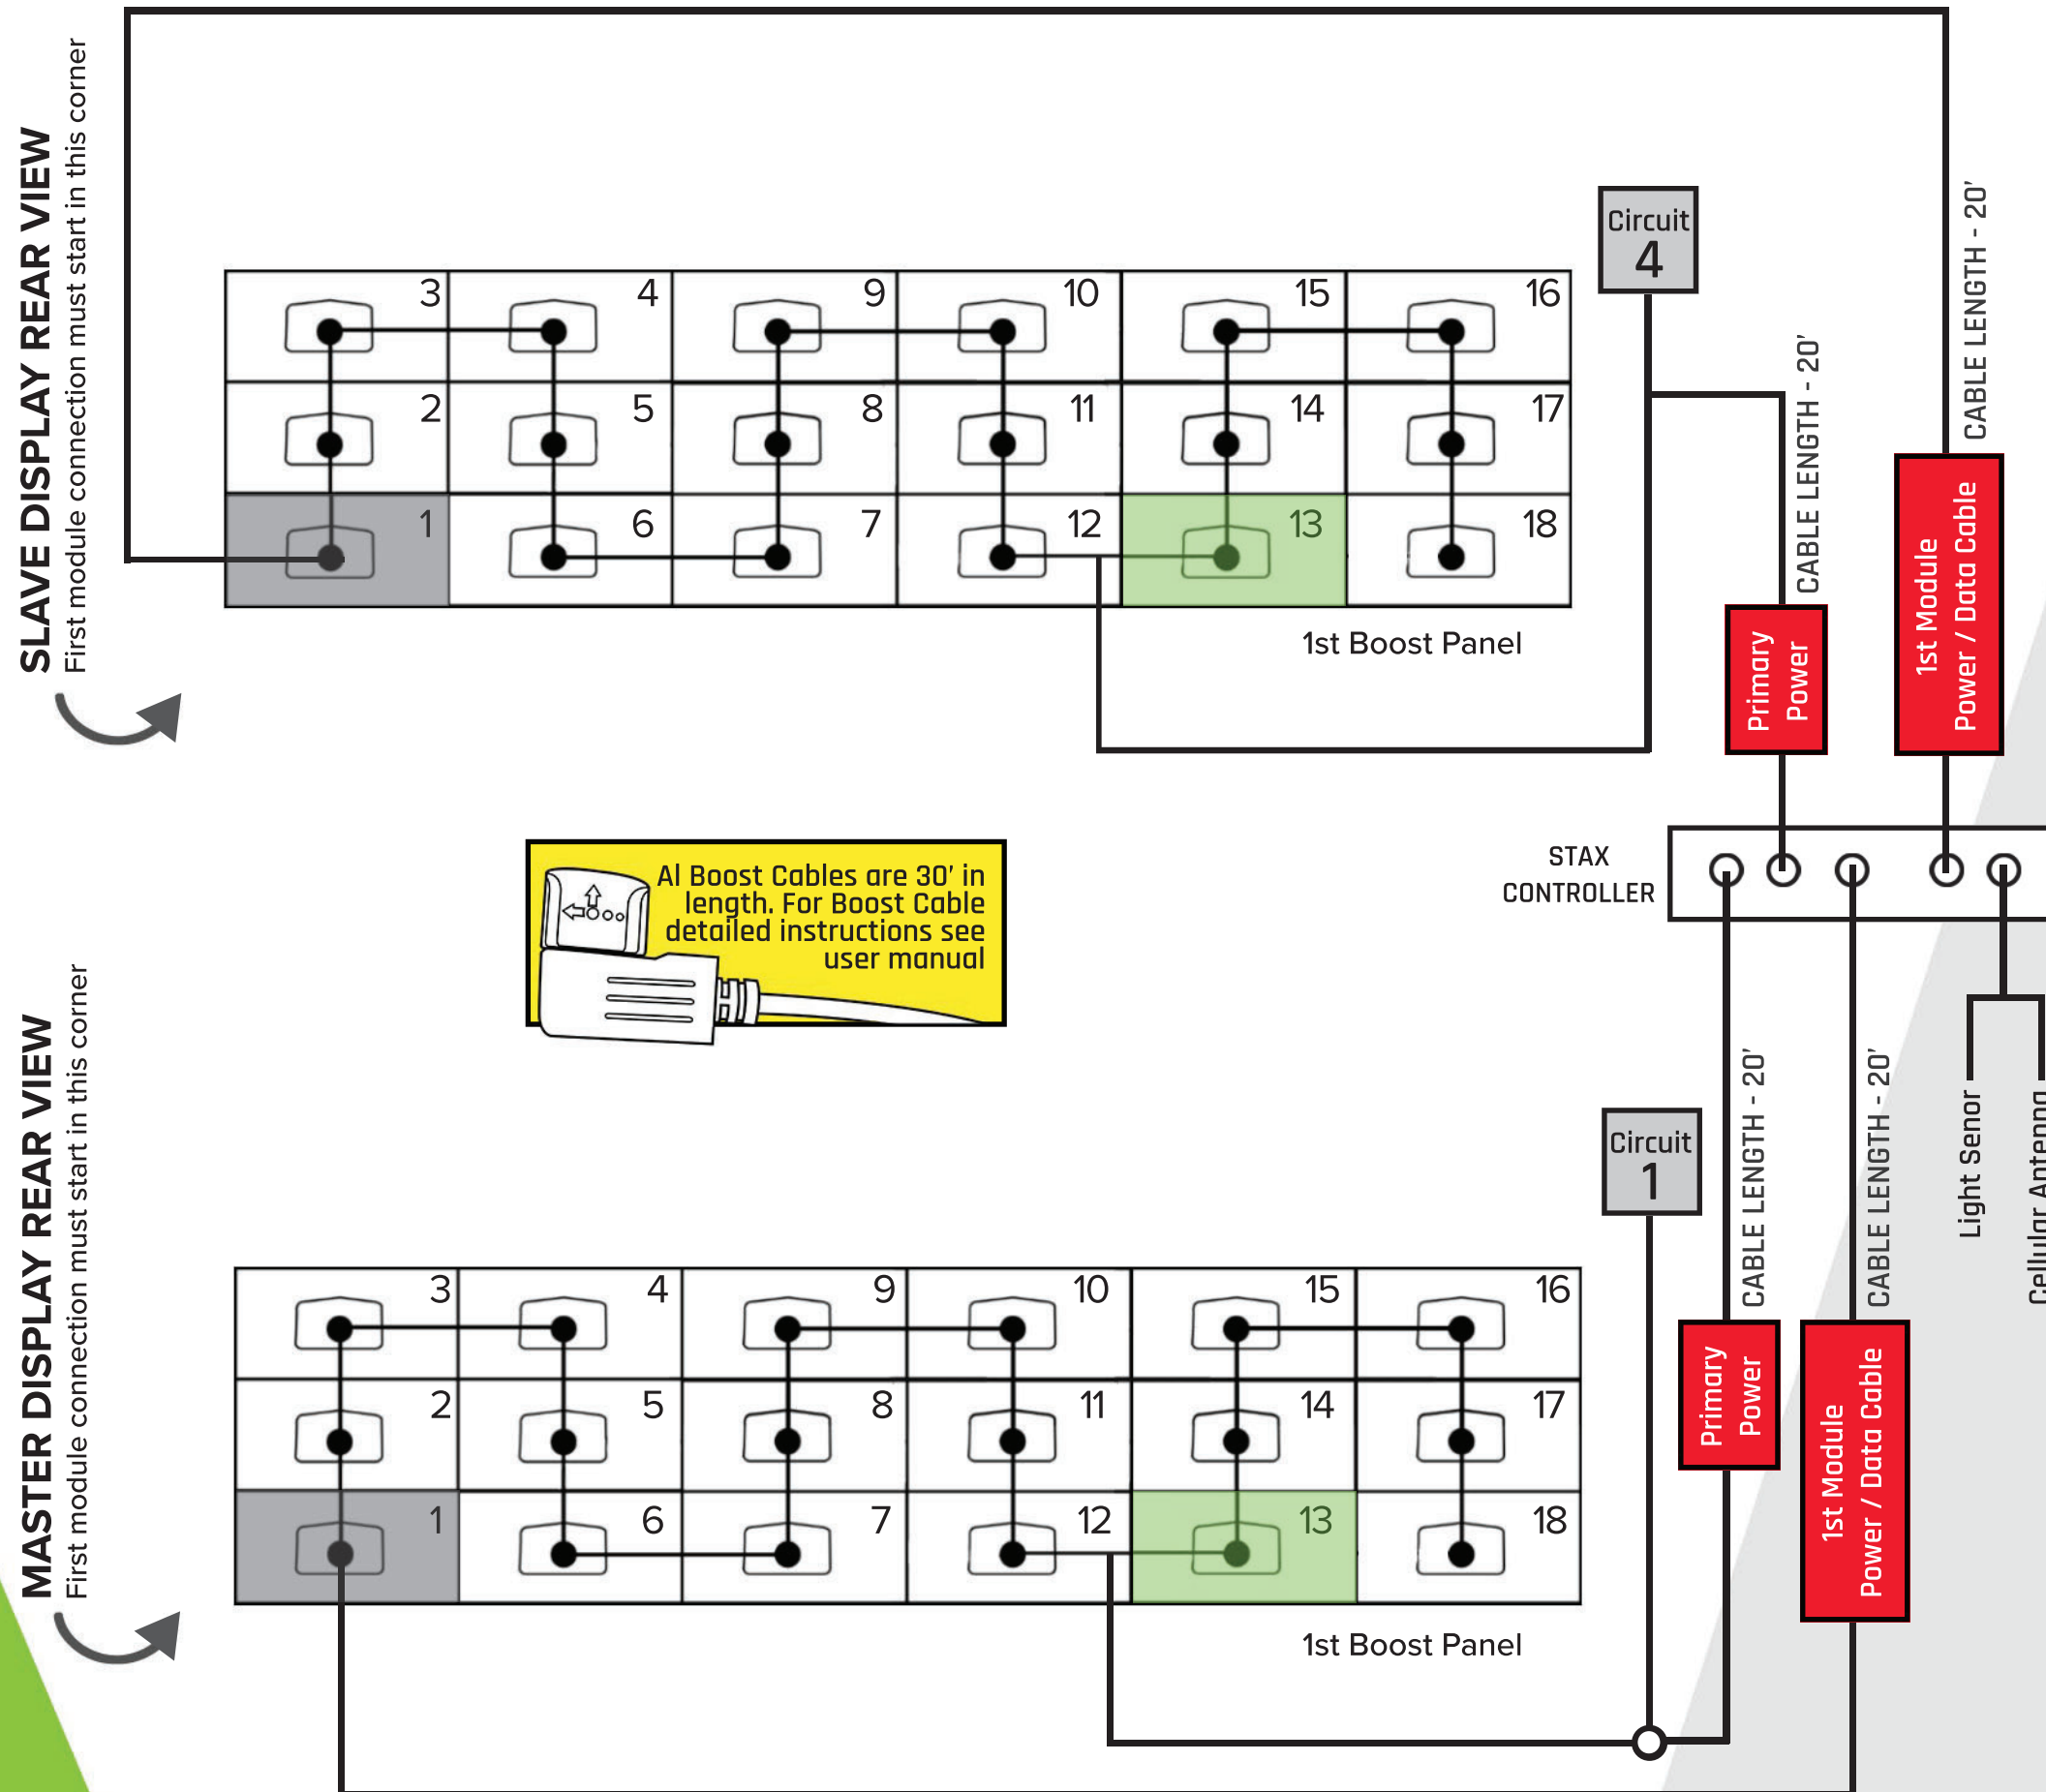 SLAVE DISPLAY REAR VIEW
First module connection must start in this corner
3 4 9 10 15 16
2 5 8 11 14 17
1 6 7 12 13 18
1st Boost Panel
Circuit
4
CABLE LENGTH - 20'
CABLE LENGTH - 20'
Primary
Power
1st Module
Power / Data Cable
STAX
CONTROLLER
Al Boost Cables are 30' in
length. For Boost Cable
detailed instructions see
user manual
MASTER DISPLAY REAR VIEW
First module connection must start in this corner
3 4 9 10 15 16
2 5 8 11 14 17
1 6 7 12 13 18
1st Boost Panel
Circuit
1
CABLE LENGTH - 20'
CABLE LENGTH - 20'
Primary
Power
1st Module
Power / Data Cable
Light Senor
Cellular Antenna